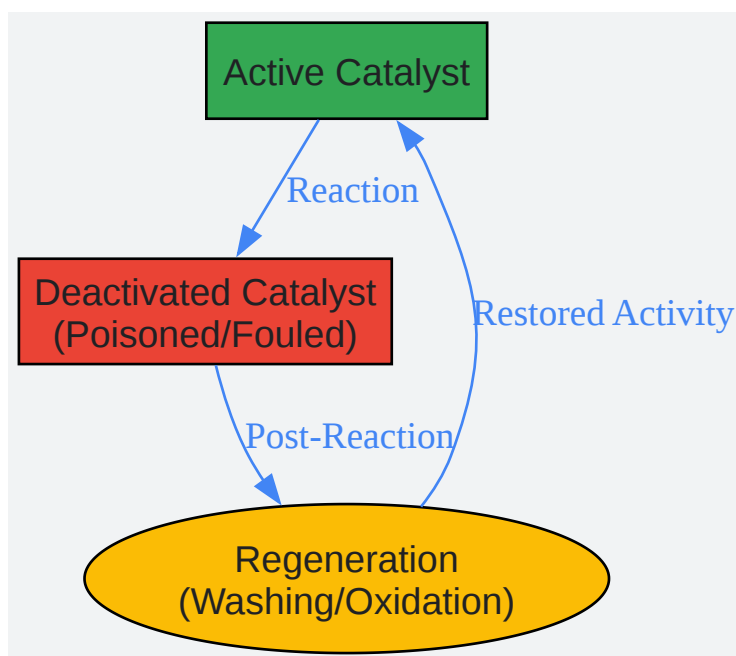 Active Catalyst
Reaction
Deactivated Catalyst
(Poisoned/Fouled)
Restored Activity
Post-Reaction
Regeneration
(Washing/Oxidation)